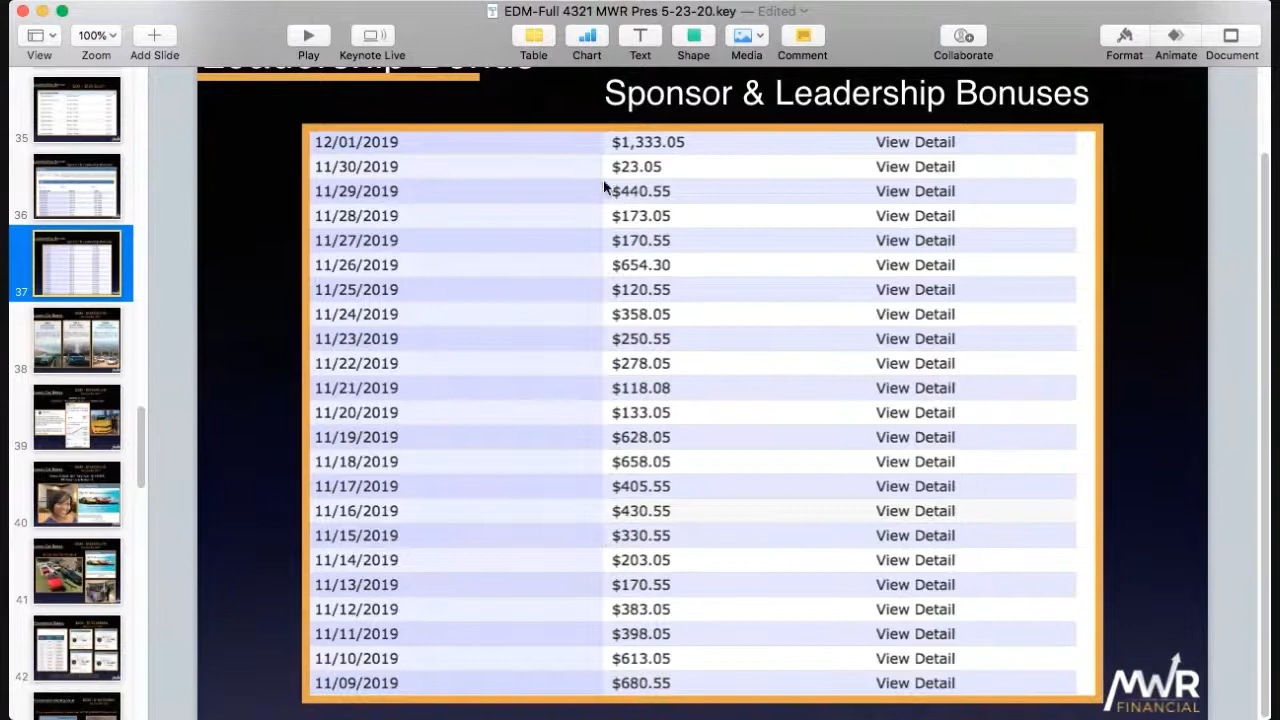 EDM-Full 4321 MWR Pres 5-23-20.key — Edited
100%
View Zoom Add Slide Play Keynote Live Table Chart Text Shape Media Comment Collaborate Format Animate Document
Sponsor & Leadership Bonuses
12/01/2019 $1,333.05 View Detail
11/30/2019 $23.05 View Detail
11/29/2019 $440.55 View Detail
11/28/2019 $173.05 View Detail
11/27/2019 $170.55 View Detail
11/26/2019 $654.30 View Detail
11/25/2019 $120.55 View Detail
11/24/2019 $358.05 View Detail
11/23/2019 $250.55 View Detail
11/22/2019 $278.05 View Detail
11/21/2019 $118.08 View Detail
11/20/2019 $133.05 View Detail
11/19/2019 $628.05 View Detail
11/18/2019 $658.05 View Detail
11/17/2019 $405.55 View Detail
11/16/2019 $430.55 View Detail
11/15/2019 $330.55 View Detail
11/14/2019 $203.05 View Detail
11/13/2019 $170.55 View Detail
11/12/2019 $383.05 View Detail
11/11/2019 $398.05 View Detail
11/10/2019 $613.05 View Detail
11/09/2019 $680.55 View Detail
MWR
FINANCIAL
35
36
37
38
39
40
41
42